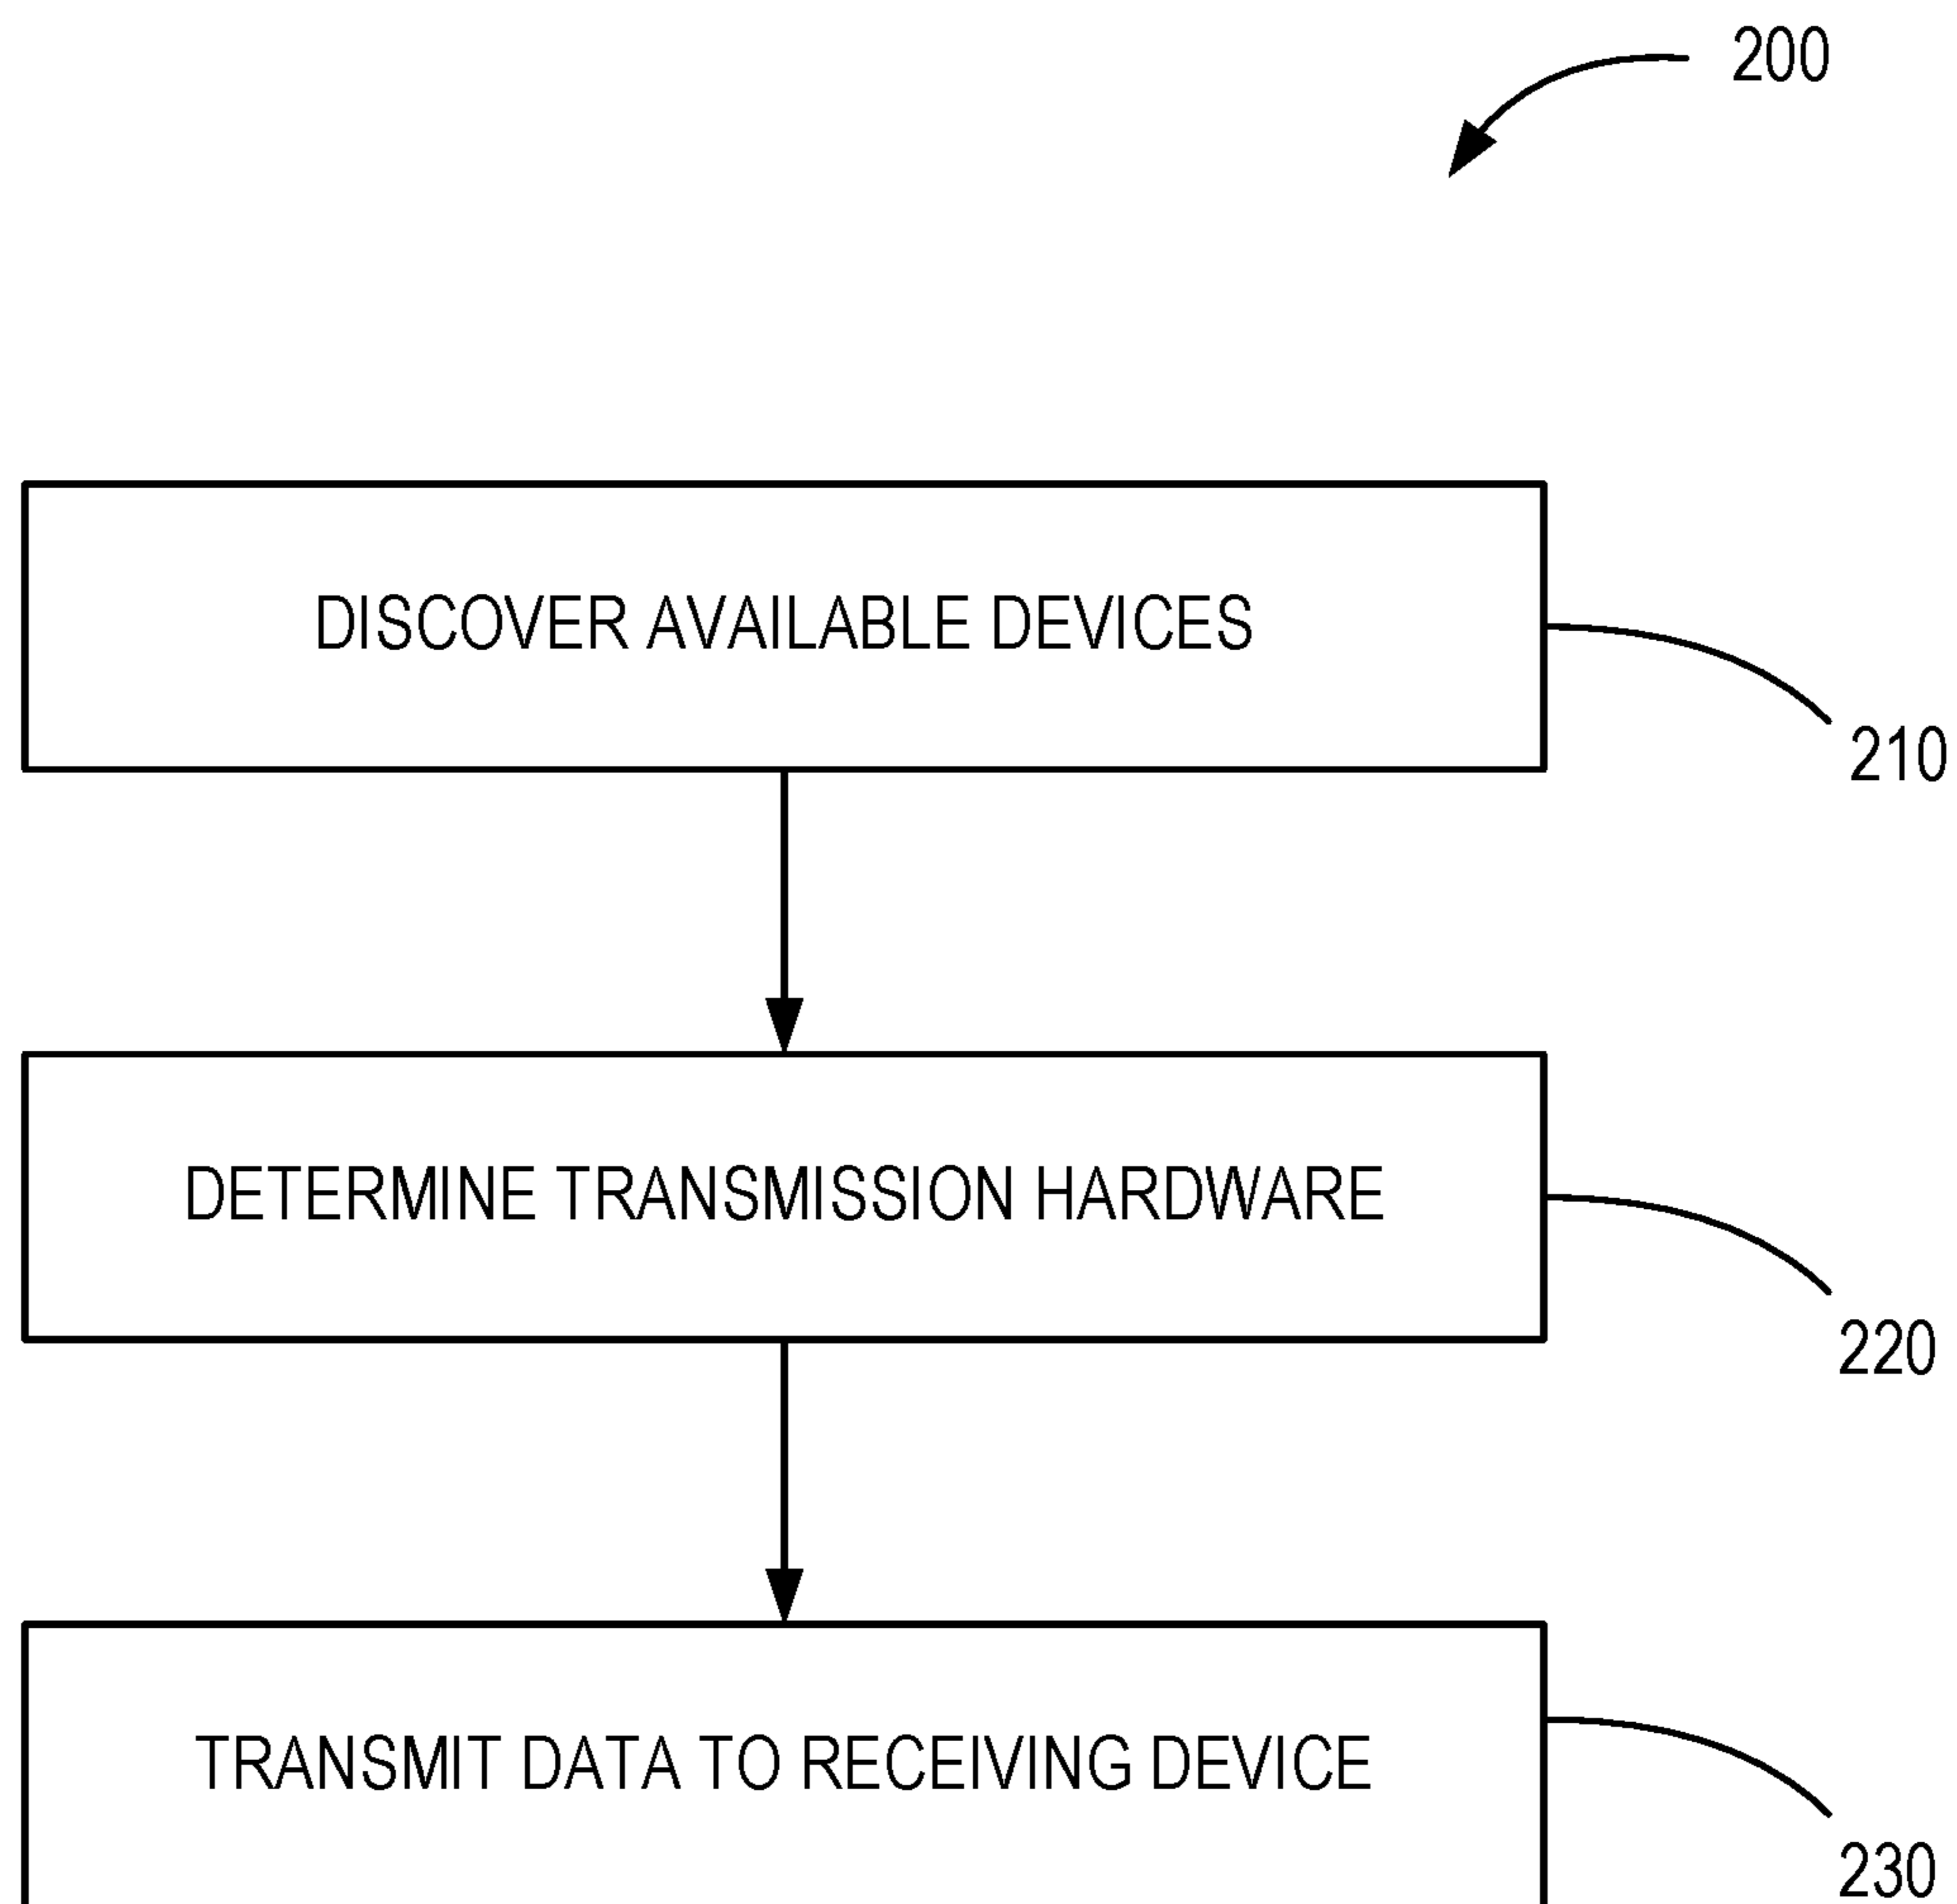 200
DISCOVER AVAILABLE DEVICES
210
DETERMINE TRANSMISSION HARDWARE
220
TRANSMIT DATA TO RECEIVING DEVICE
230